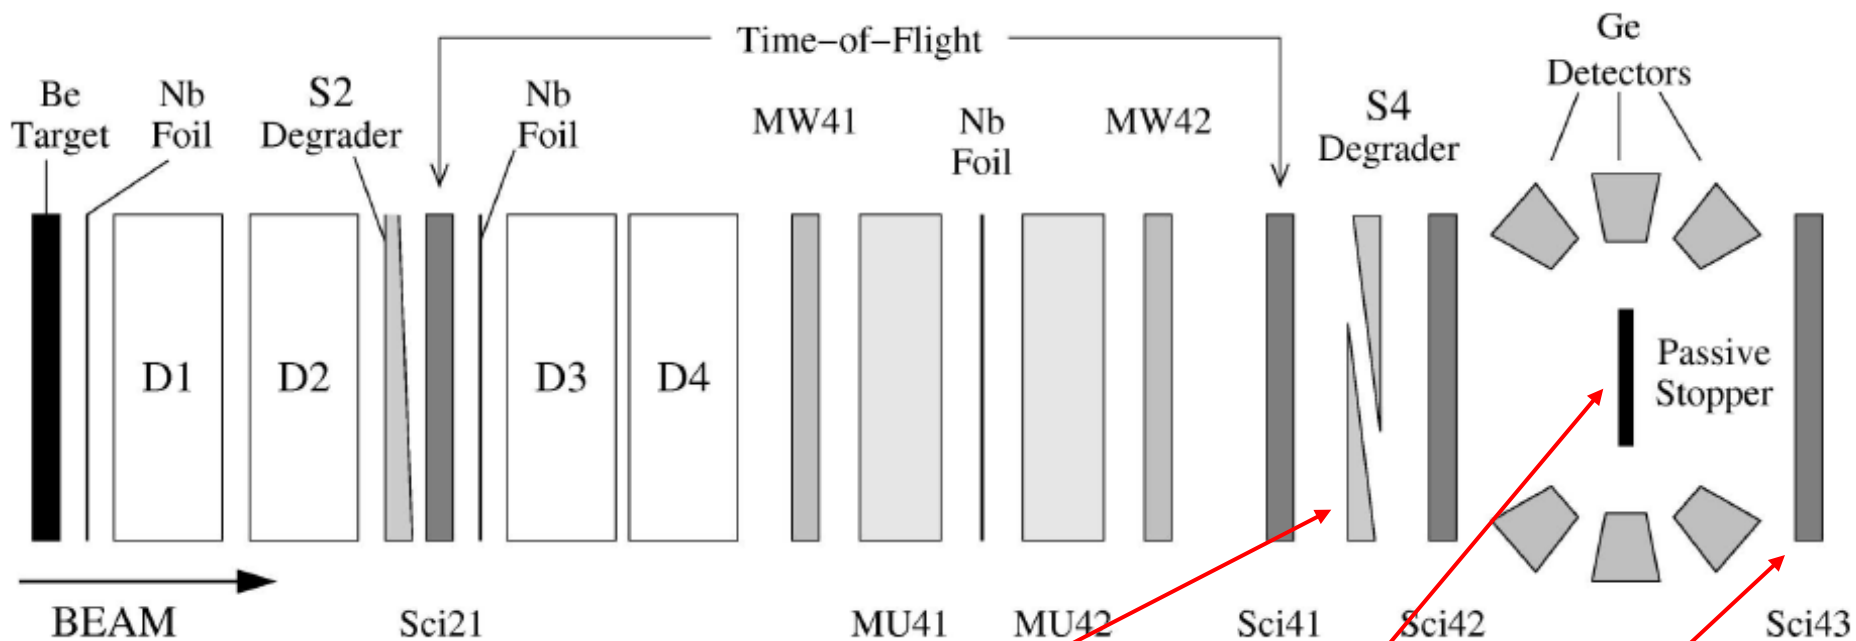 Time-of-Flight
Ge
Detectors
Be
Target
Nb
Foil
S2
Degrader
Nb
Foil
MW41
Nb
Foil
MW42
S4
Degrader
D1
D2
D3
D4
Passive
Stopper
BEAM
Sci21
MU41
MU42
Sci41
Sci42
Sci43